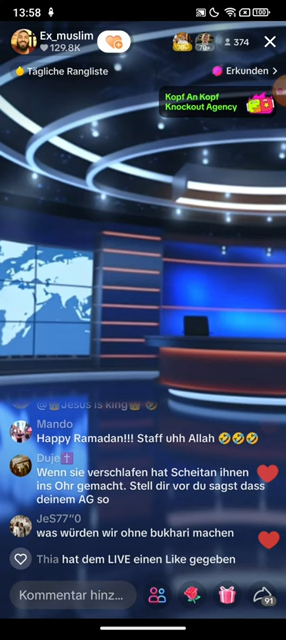 13:58
100
Ex_muslim
129.8K
374
Tägliche Rangliste
Erkunden >
Kopf An Kopf
Knockout Agency
@👑Jesus is king👑🤣
Mando
Happy Ramadan!!! Staff uhh Allah 🤣🤣🤣
Duje✝️
Wenn sie verschlafen hat Scheitan ihnen
ins Ohr gemacht. Stell dir vor du sagst dass
deinem AG so
JeS77"0
was würden wir ohne bukhari machen
Thia hat dem LIVE einen Like gegeben
Kommentar hinz...
91